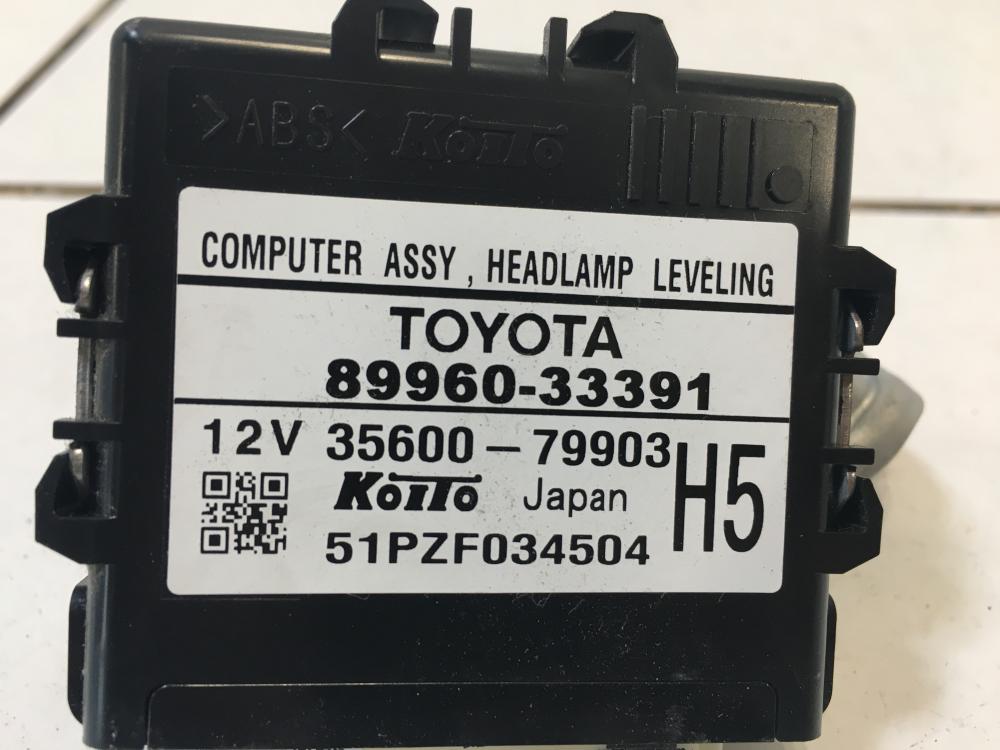 >ABS< KOITO
COMPUTER ASSY , HEADLAMP LEVELING
TOYOTA
89960-33391
12V 35600-79903
H5
KOITO Japan
51PZF034504